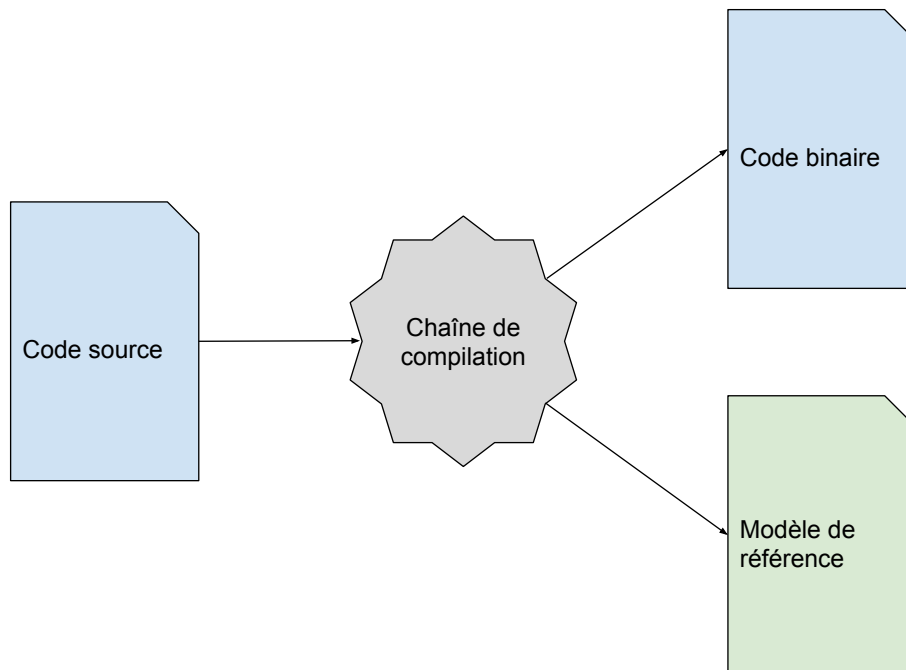 Code binaire
Code source
Chaîne de
compilation
Modèle de
référence